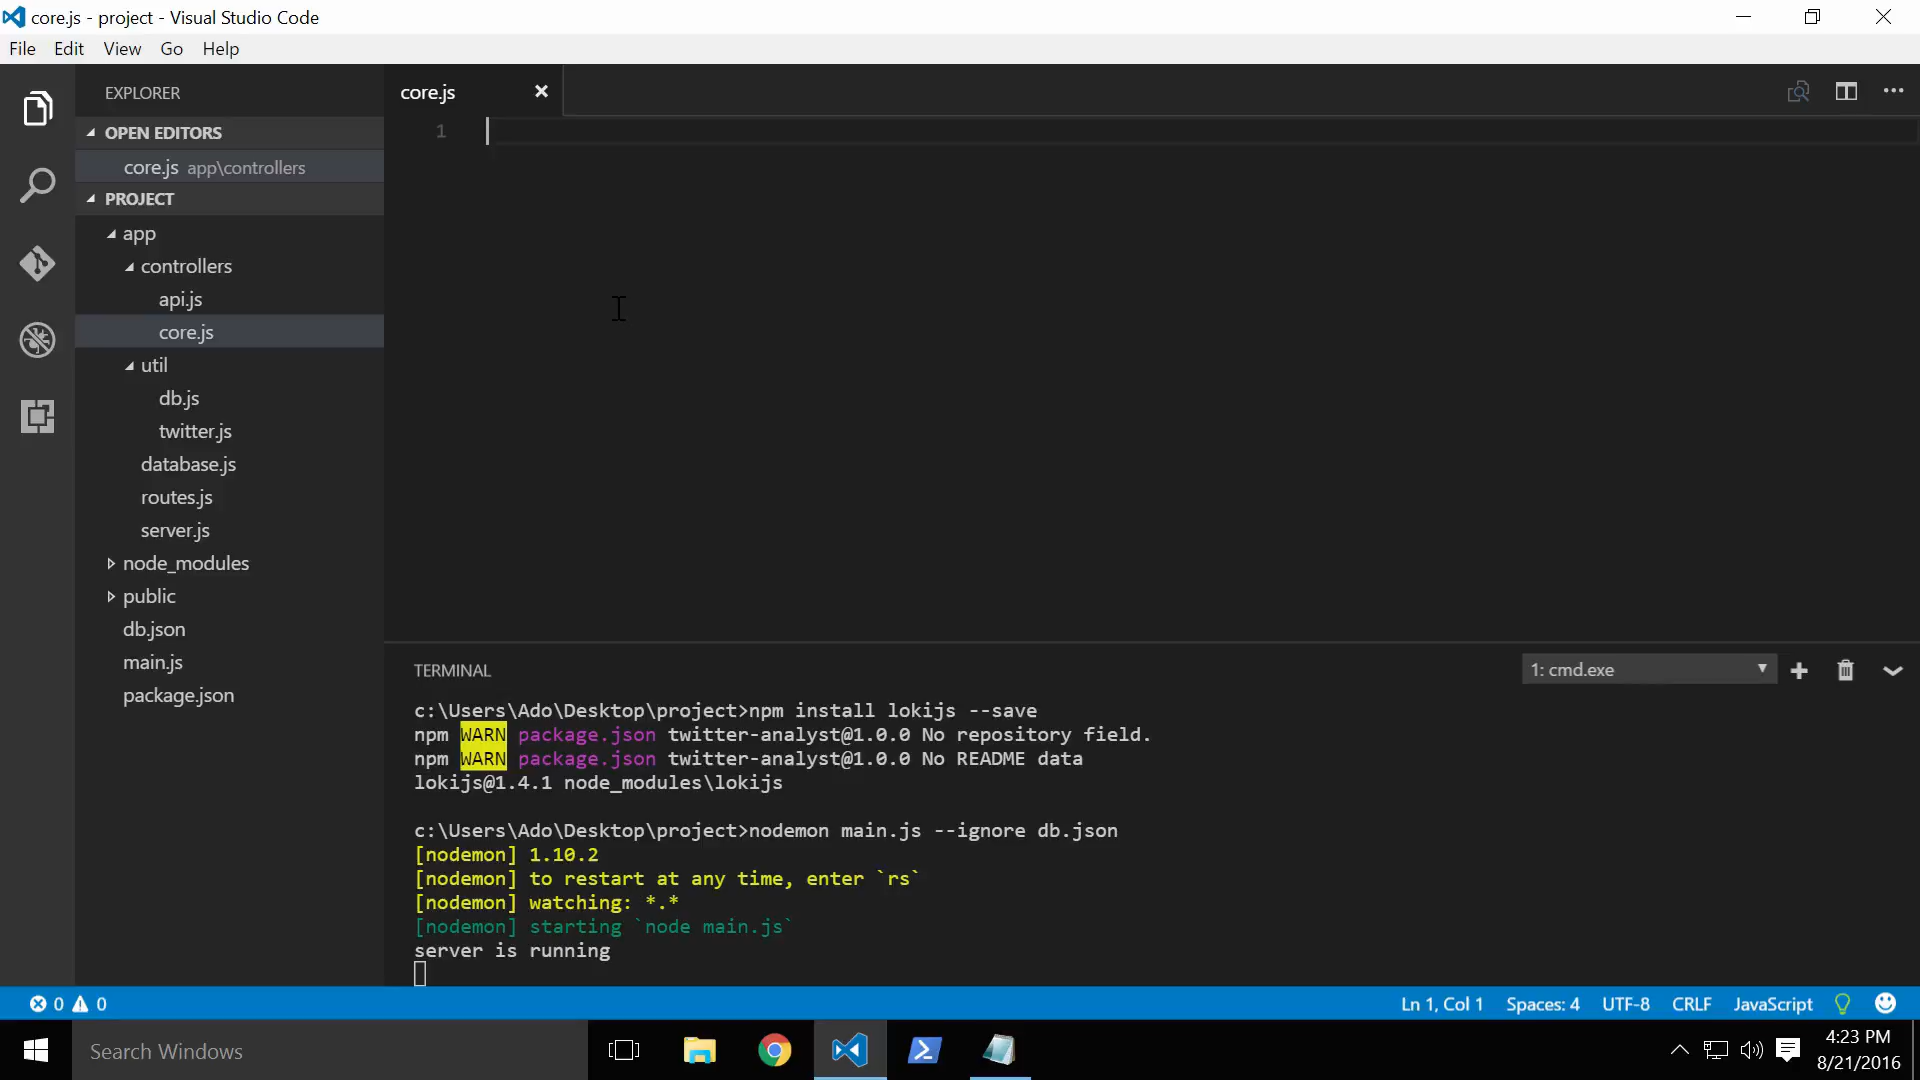 core.js - project - Visual Studio Code
File Edit View Go Help
EXPLORER
OPEN EDITORS
core.js app\controllers
PROJECT
app
controllers
api.js
core.js
util
db.js
twitter.js
database.js
routes.js
server.js
node_modules
public
db.json
main.js
package.json
core.js
1
TERMINAL
1: cmd.exe
c:\Users\Ado\Desktop\project>npm install lokijs --save
npm WARN package.json twitter-analyst@1.0.0 No repository field.
npm WARN package.json twitter-analyst@1.0.0 No README data
lokijs@1.4.1 node_modules\lokijs
c:\Users\Ado\Desktop\project>nodemon main.js --ignore db.json
[nodemon] 1.10.2
[nodemon] to restart at any time, enter `rs`
[nodemon] watching: *.*
[nodemon] starting `node main.js`
server is running
0 0
Ln 1, Col 1 Spaces: 4 UTF-8 CRLF JavaScript
Search Windows
4:23 PM
8/21/2016